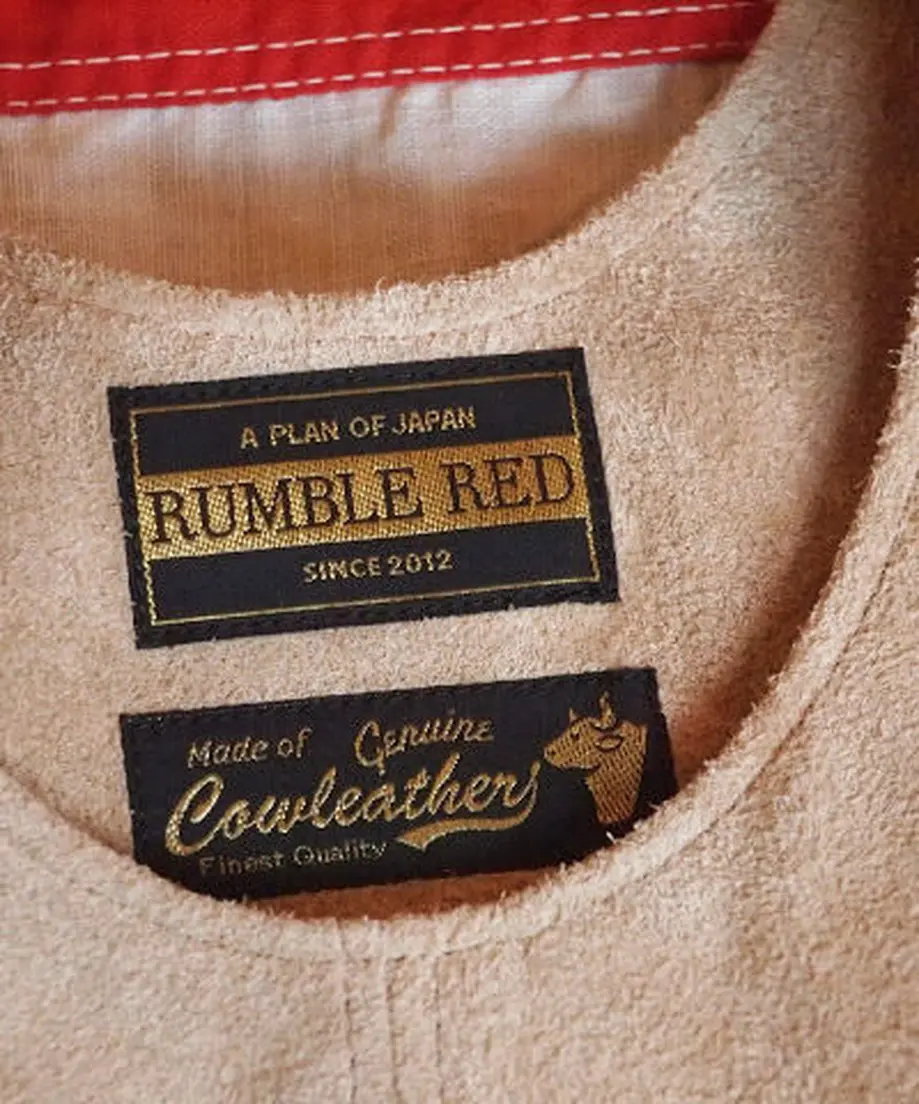 A PLAN OF JAPAN
RUMBLE RED
SINCE 2012
Made of Genuine
Cowleather
Finest Quality